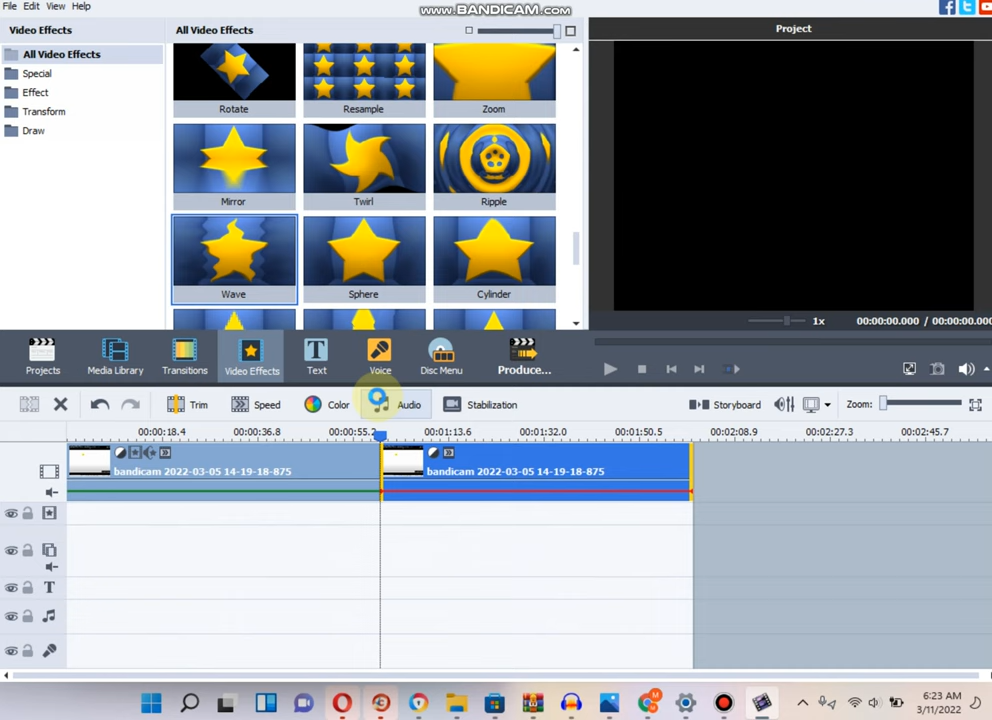 www.BANDICAM.com
File Edit View Help
Video Effects
All Video Effects
Project
All Video Effects
Special
Effect
Transform
Draw
Rotate Resample Zoom
Mirror Twirl Ripple
Wave Sphere Cylinder
1x 00:00:00.000 / 00:00:00.000
Projects Media Library Transitions Video Effects Text Voice Disc Menu Produce...
Trim Speed Color Audio Stabilization Storyboard Zoom:
00:00:18.4 00:00:36.8 00:00:55.2 00:01:13.6 00:01:32.0 00:01:50.5 00:02:08.9 00:02:27.3 00:02:45.7
bandicam 2022-03-05 14-19-18-875 bandicam 2022-03-05 14-19-18-875
T
6:23 AM
3/11/2022